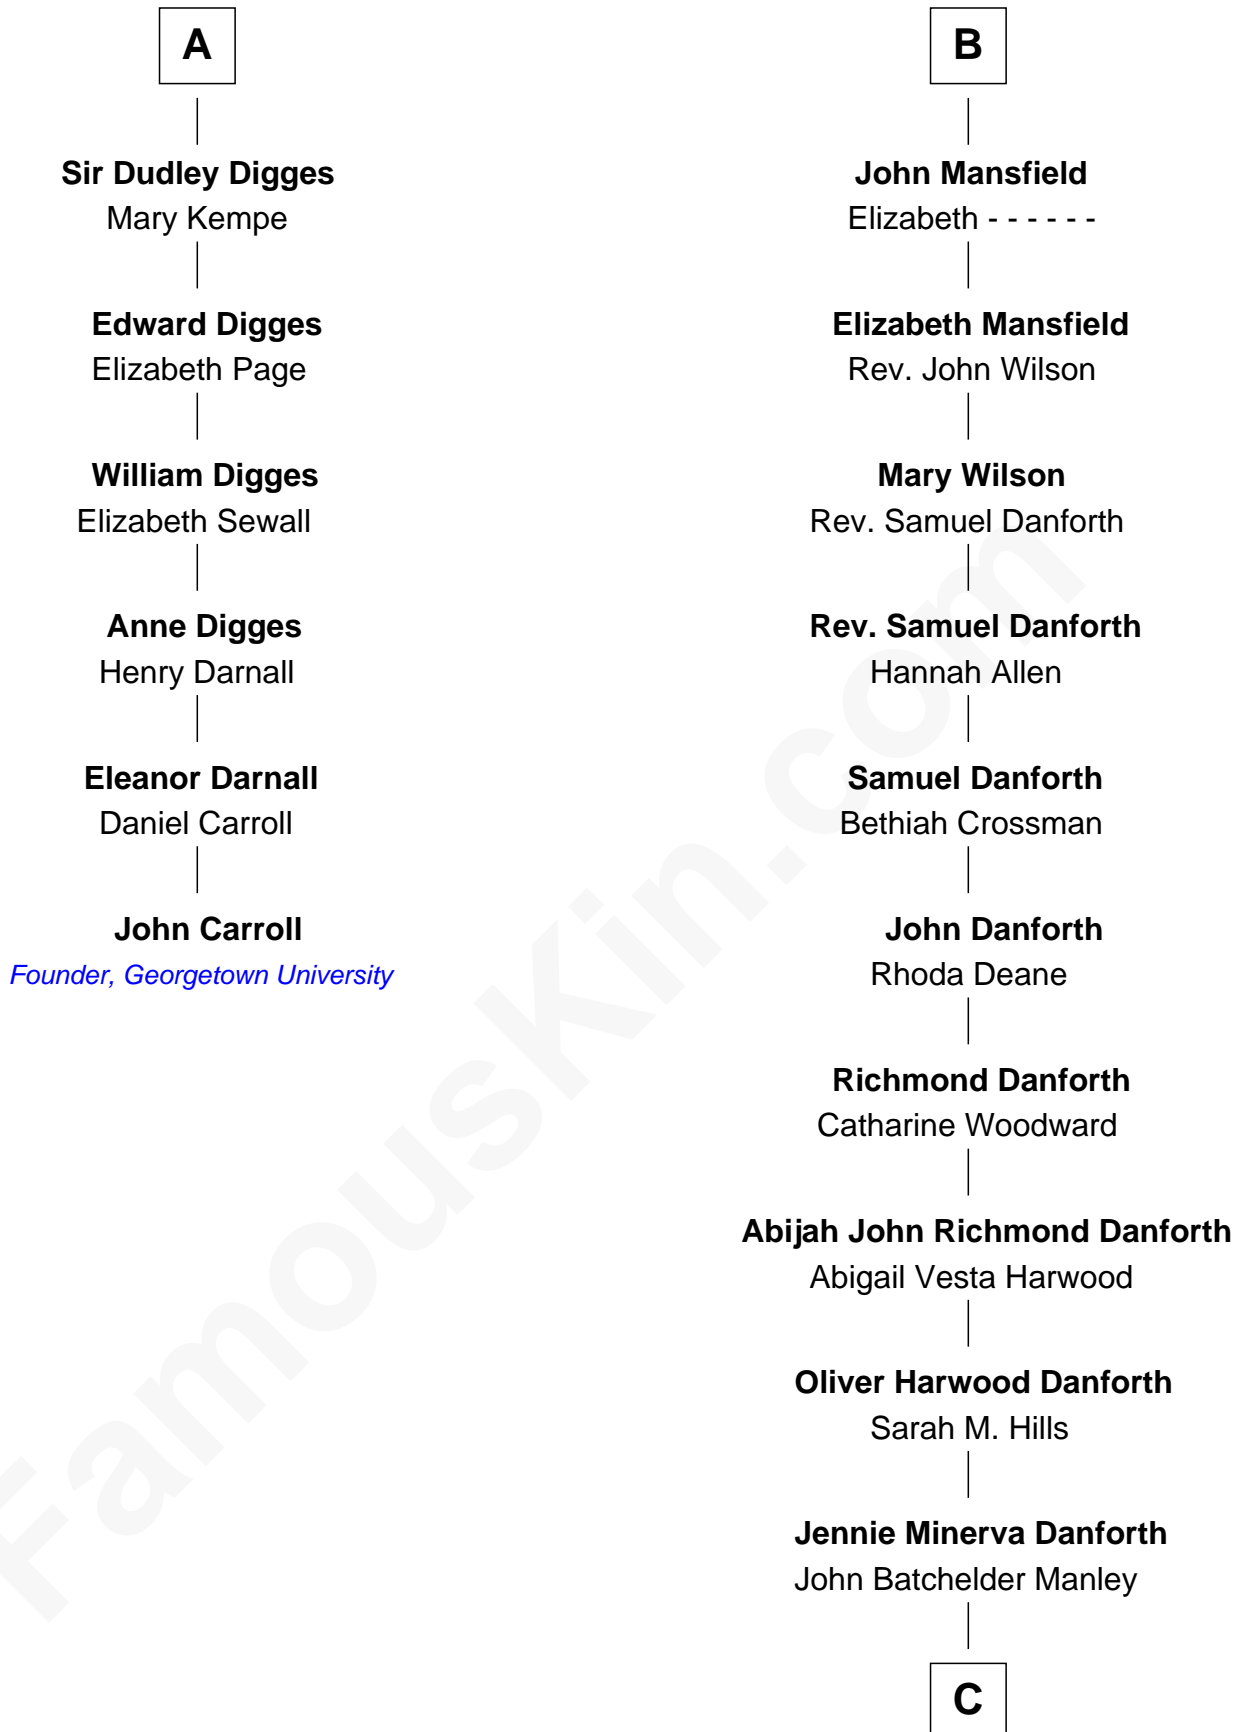 A
Sir Dudley Digges
Mary Kempe
Edward Digges
Elizabeth Page
William Digges
Elizabeth Sewall
Anne Digges
Henry Darnall
Eleanor Darnall
Daniel Carroll
John Carroll
Founder, Georgetown University
B
John Mansfield
Elizabeth - - - - - -
Elizabeth Mansfield
Rev. John Wilson
Mary Wilson
Rev. Samuel Danforth
Rev. Samuel Danforth
Hannah Allen
Samuel Danforth
Bethiah Crossman
John Danforth
Rhoda Deane
Richmond Danforth
Catharine Woodward
Abijah John Richmond Danforth
Abigail Vesta Harwood
Oliver Harwood Danforth
Sarah M. Hills
Jennie Minerva Danforth
John Batchelder Manley
C
FamousKin.com